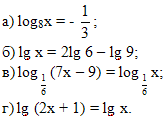 а) log₈x = - 1/3;
б) lg x = 2lg 6 – lg 9;
в) log_{1/6} (7x – 9) = log_{1/6} x;
г) lg (2x + 1) = lg x.